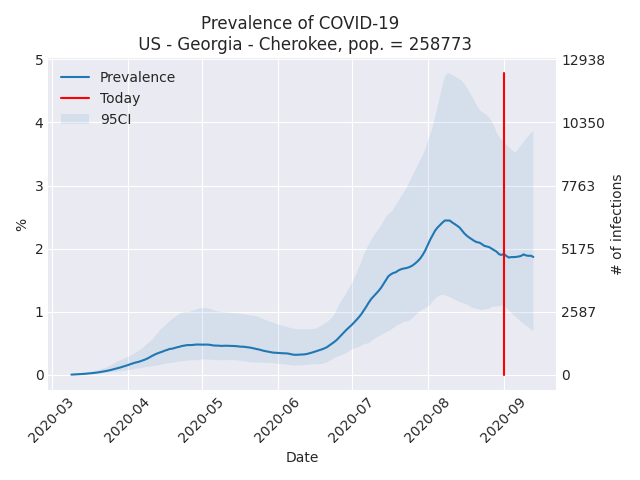 Prevalence of COVID-19
US - Georgia - Cherokee, pop. = 258773
Prevalence
Today
95CI
5
4
3
2
1
0
%
12938
10350
7763
5175
2587
0
# of infections
2020-03
2020-04
2020-05
2020-06
2020-07
2020-08
2020-09
Date